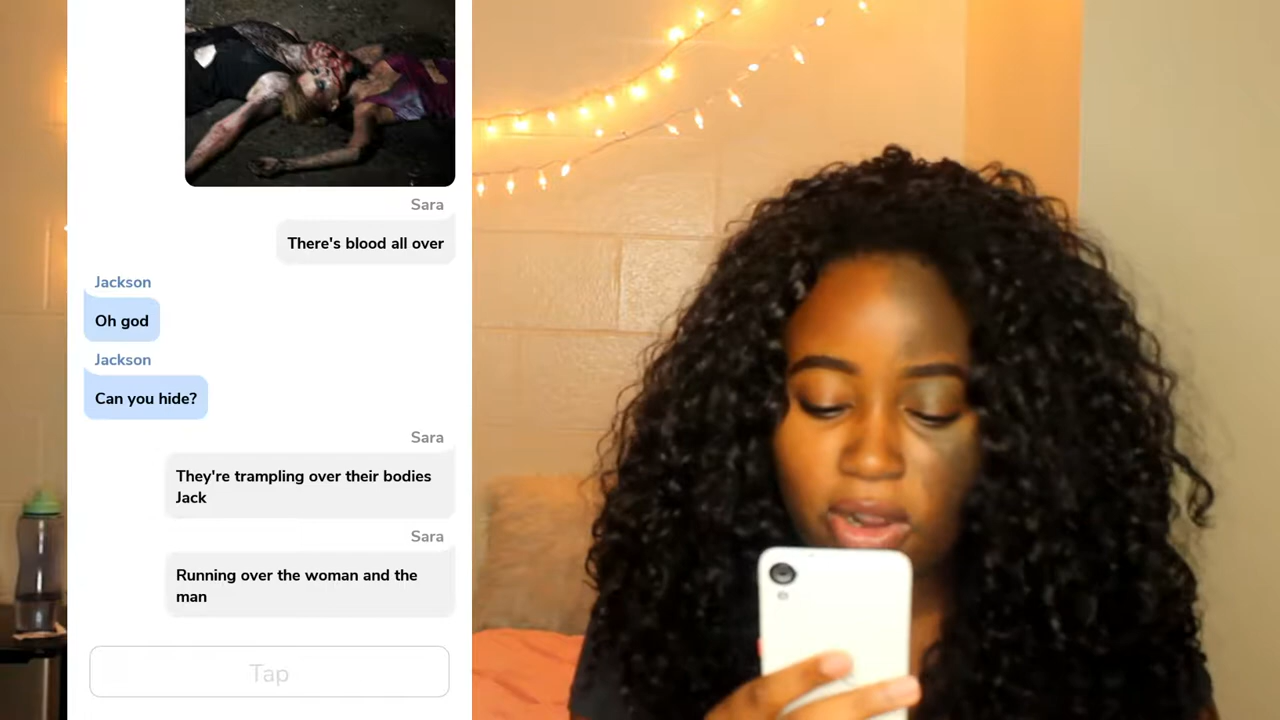 Sara
There's blood all over
Jackson
Oh god
Jackson
Can you hide?
Sara
They're trampling over their bodies
Jack
Sara
Running over the woman and the
man
Tap